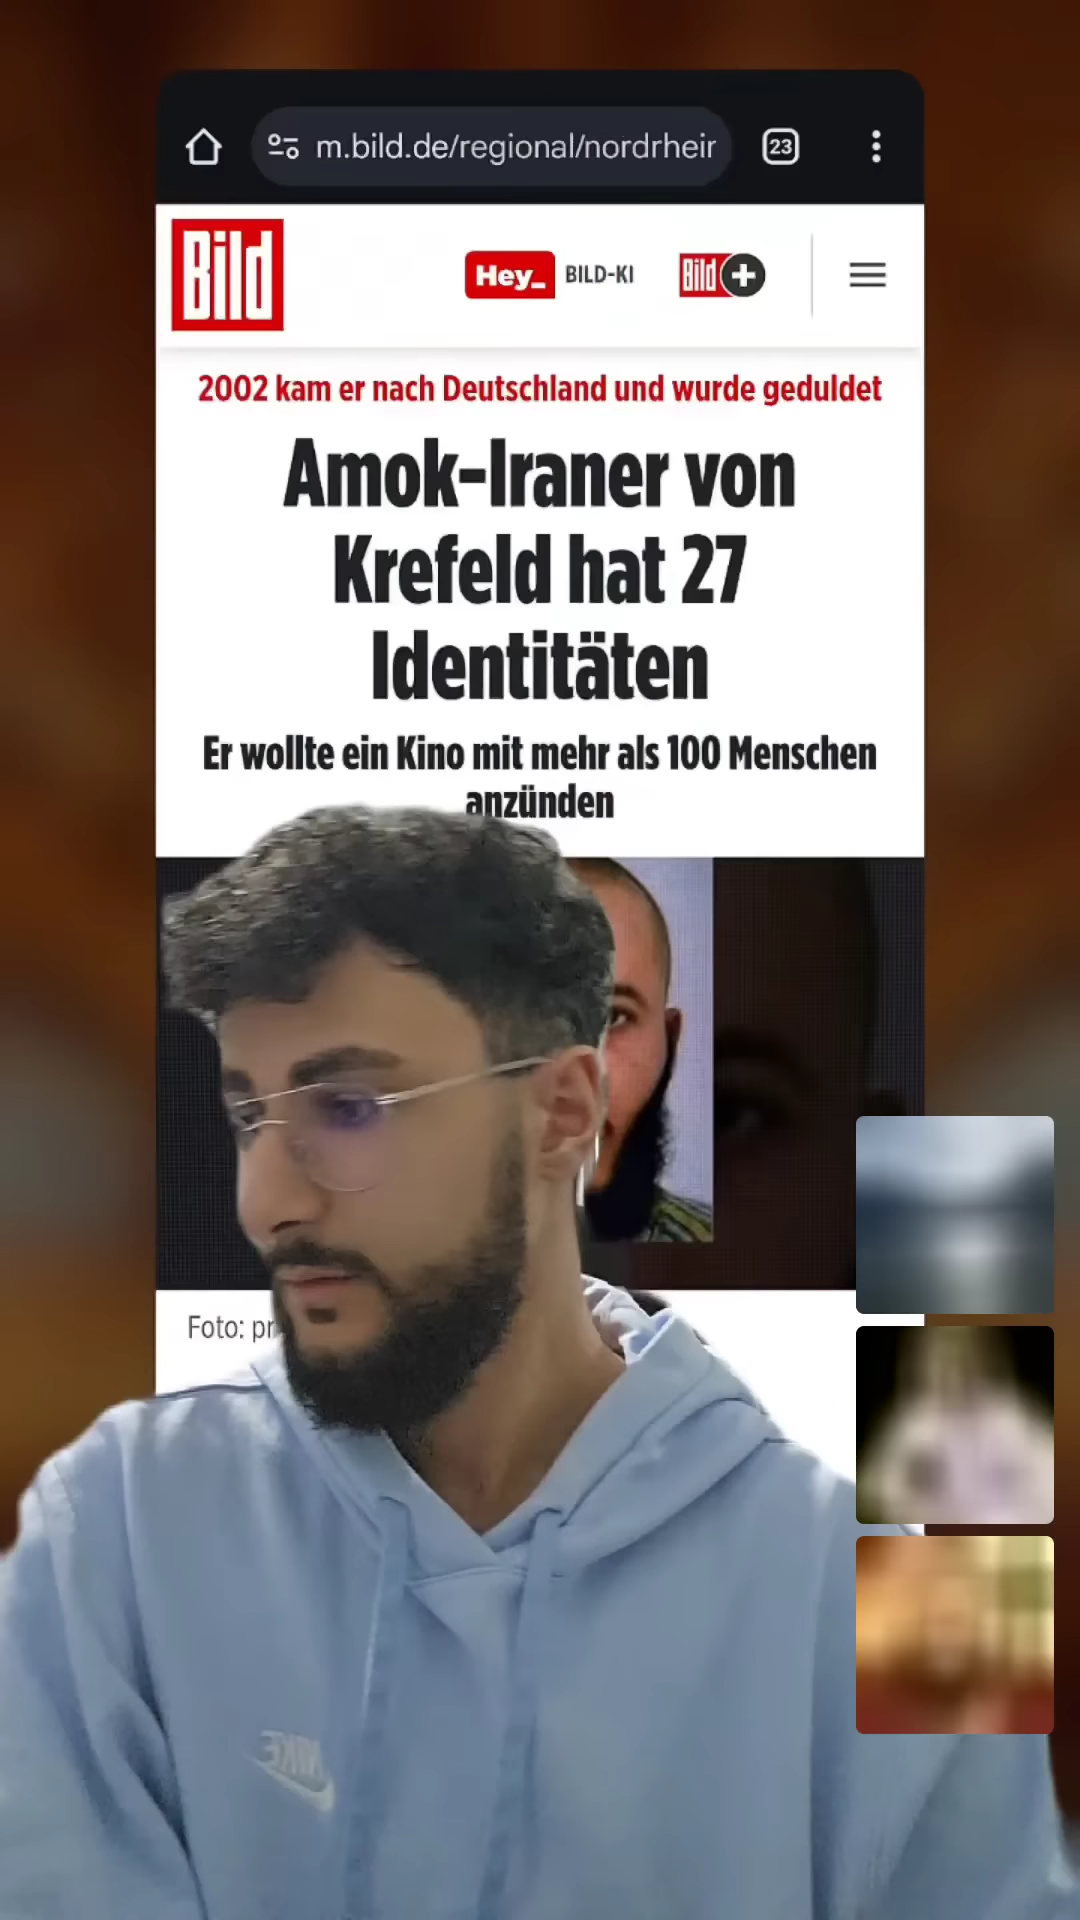 23
m.bild.de/regional/nordrheir
Bild
Hey_ BILD-KI
Bild +
2002 kam er nach Deutschland und wurde geduldet
Amok-Iraner von
Krefeld hat 27
Identitäten
Er wollte ein Kino mit mehr als 100 Menschen
anzünden
Foto: pr
NIKE